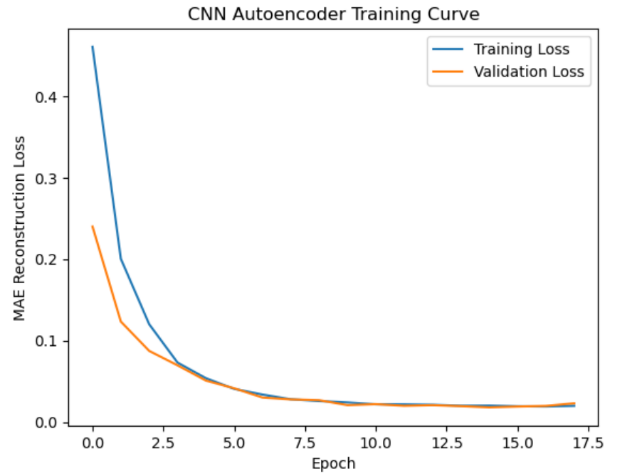 CNN Autoencoder Training Curve
Training Loss
Validation Loss
MAE Reconstruction Loss
0.4
0.3
0.2
0.1
0.0
0.0 2.5 5.0 7.5 10.0 12.5 15.0 17.5
Epoch